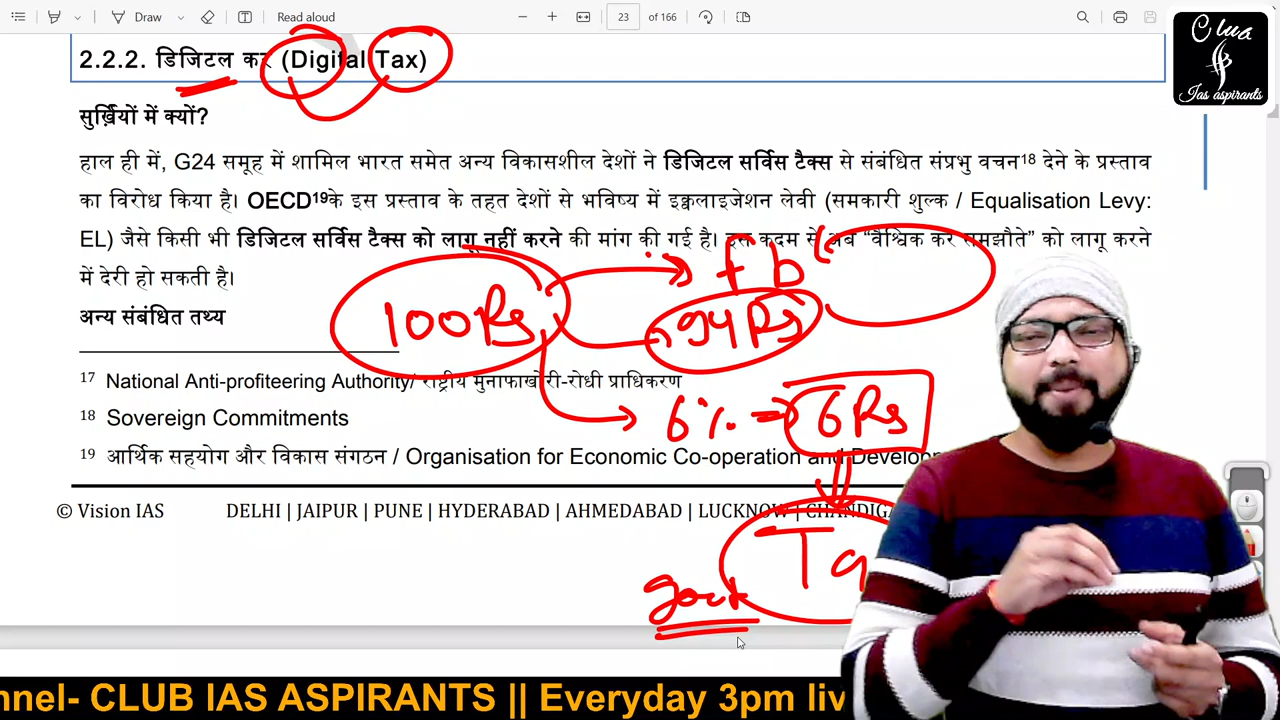 Draw
Read aloud
23 of 166
Club
Ias aspirants
2.2.2. डिजिटल कर (Digital Tax)
सुर्ख़ियों में क्यों?
हाल ही में, G24 समूह में शामिल भारत समेत अन्य विकासशील देशों ने डिजिटल सर्विस टैक्स से संबंधित संप्रभु वचन18 देने के प्रस्ताव
का विरोध किया है। OECD19के इस प्रस्ताव के तहत देशों से भविष्य में इक्वलाइजेशन लेवी (समकारी शुल्क / Equalisation Levy:
EL) जैसे किसी भी डिजिटल सर्विस टैक्स को लागू नहीं करने की मांग की गई है। इस कदम से अब “वैश्विक कर समझौते” को लागू करने
में देरी हो सकती है।
fb
100Rs
94Rs
अन्य संबंधित तथ्य
17 National Anti-profiteering Authority/ राष्ट्रीय मुनाफाखोरी-रोधी प्राधिकरण
6% ⇒ 6Rs
18 Sovereign Commitments
19 आर्थिक सहयोग और विकास संगठन / Organisation for Economic Co-operation and Develop
© Vision IAS
DELHI | JAIPUR | PUNE | HYDERABAD | AHMEDABAD | LUCKNOW | CHANDIGA
Ta
nnel- CLUB IAS ASPIRANTS || Everyday 3pm liv